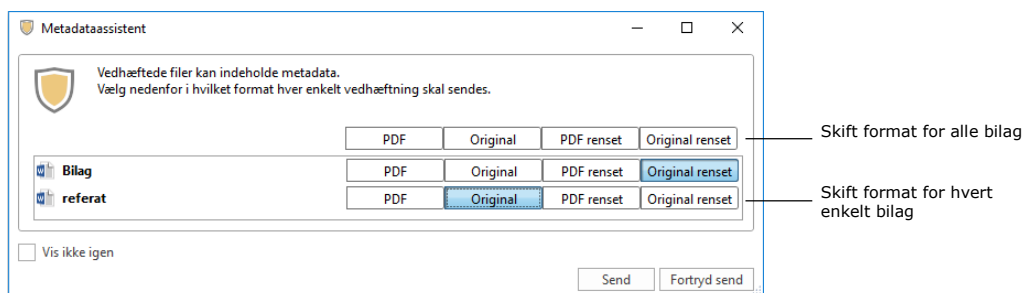 Metadataassistent
Vedhæftede filer kan indeholde metadata.
Vælg nedenfor i hvilket format hver enkelt vedhæftning skal sendes.
PDF Original PDF renset Original renset
Skift format for alle bilag
Bilag PDF Original PDF renset Original renset
referat PDF Original PDF renset Original renset
Skift format for hvert
enkelt bilag
Vis ikke igen
Send Fortryd send